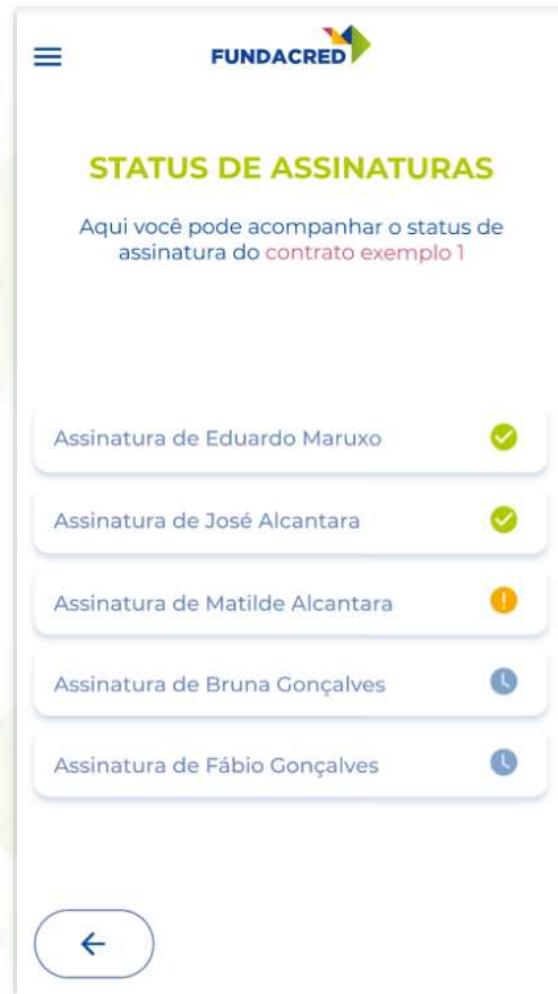 FUNDACRED
STATUS DE ASSINATURAS
Aqui você pode acompanhar o status de
assinatura do contrato exemplo 1
Assinatura de Eduardo Maruxo
Assinatura de José Alcantara
Assinatura de Matilde Alcantara
Assinatura de Bruna Gonçalves
Assinatura de Fábio Gonçalves